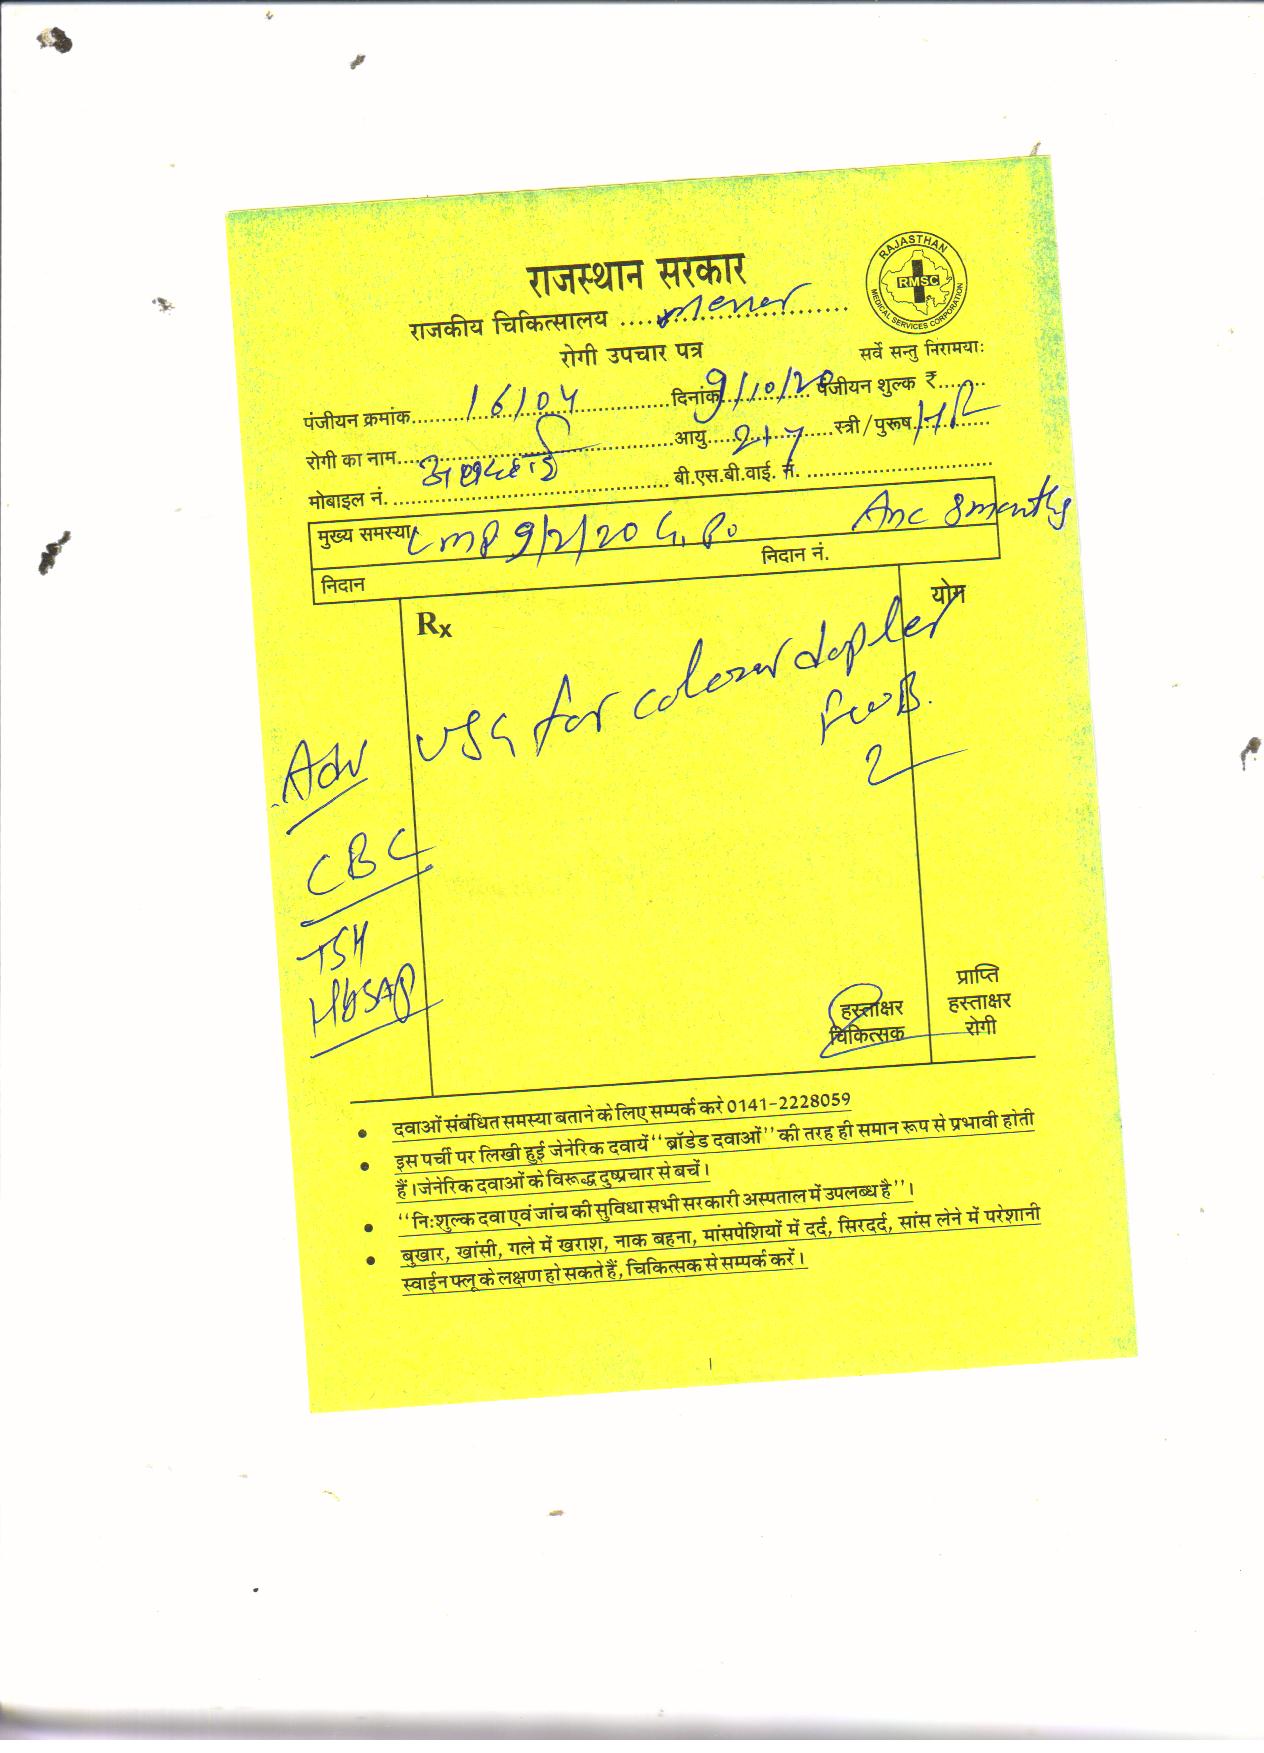 राजस्थान सरकार
राजकीय चिकित्सालय ........................
RAJASTHAN MEDICAL SERVICES CORPORATION
RMSC
रोगी उपचार पत्र
सर्वे सन्तु निरामयाः
पंजीयन क्रमांक 16104 दिनांक 9/10/20 पंजीयन शुल्क ₹
रोगी का नाम आयु 21y स्त्री/पुरूष
मोबाइल नं. बी.एस.बी.वाई. नं.
मुख्य समस्या LMP 9/2/20 G, P0 Anc 8 months
निदान निदान नं.
Rx योग
Adv USG for colour dopler
FWB.
CBC
TSH
HbSAg
हस्ताक्षर चिकित्सक
प्राप्ति हस्ताक्षर रोगी
• दवाओं संबंधित समस्या बताने के लिए सम्पर्क करे 0141-2228059
• इस पर्ची पर लिखी हुई जेनेरिक दवायें “ब्रॉडेड दवाओं” की तरह ही समान रूप से प्रभावी होती
हैं। जेनेरिक दवाओं के विरूद्ध दुष्प्रचार से बचें।
• “निःशुल्क दवा एवं जांच की सुविधा सभी सरकारी अस्पताल में उपलब्ध है”।
• बुखार, खांसी, गले में खराश, नाक बहना, मांसपेशियों में दर्द, सिरदर्द, सांस लेने में परेशानी
स्वाईन फ्लू के लक्षण हो सकते हैं, चिकित्सक से सम्पर्क करें।